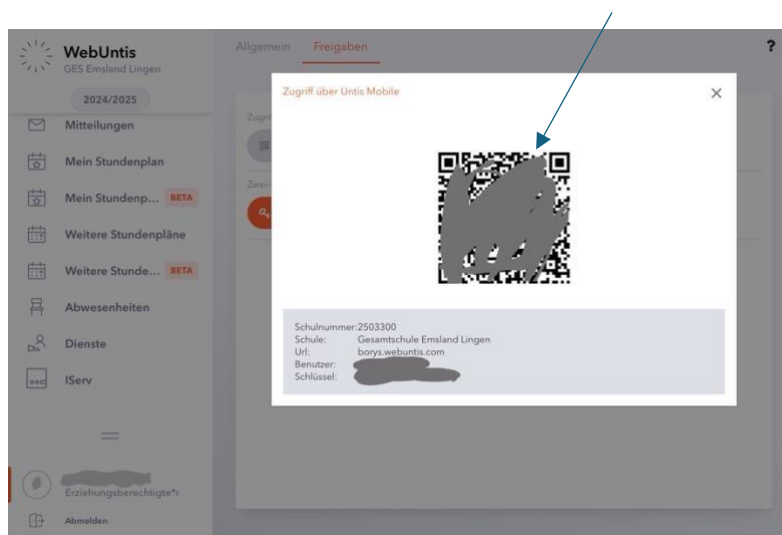 WebUntis
GES Emsland Lingen
2024/2025
Mitteilungen
Mein Stundenplan
Mein Stundenp... BETA
Weitere Stundenpläne
Weitere Stunde... BETA
Abwesenheiten
Dienste
IServ
Erziehungsberechtigte*r
Abmelden
Allgemein Freigaben
?
Zugriff über Untis Mobile
Schulnummer:2503300
Schule: Gesamtschule Emsland Lingen
Url: borys.webuntis.com
Benutzer:
Schlüssel: